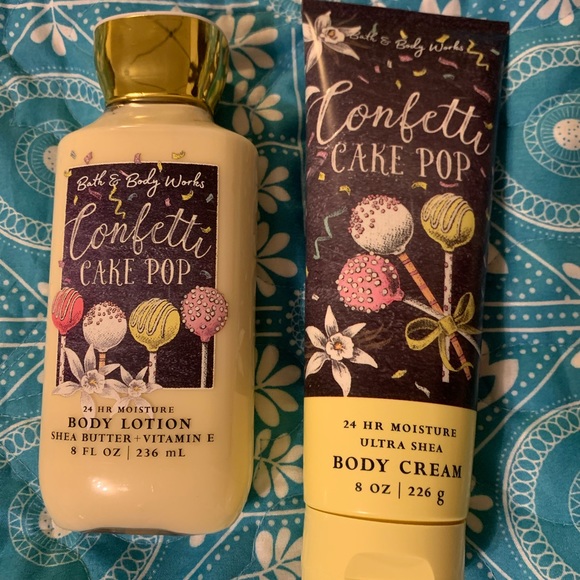 Bath & Body Works
Confetti
CAKE POP
24 HR MOISTURE
BODY LOTION
SHEA BUTTER + VITAMIN E
8 FL OZ | 236 mL
Bath & Body Works
Confetti
CAKE POP
24 HR MOISTURE
ULTRA SHEA
BODY CREAM
8 OZ | 226 g